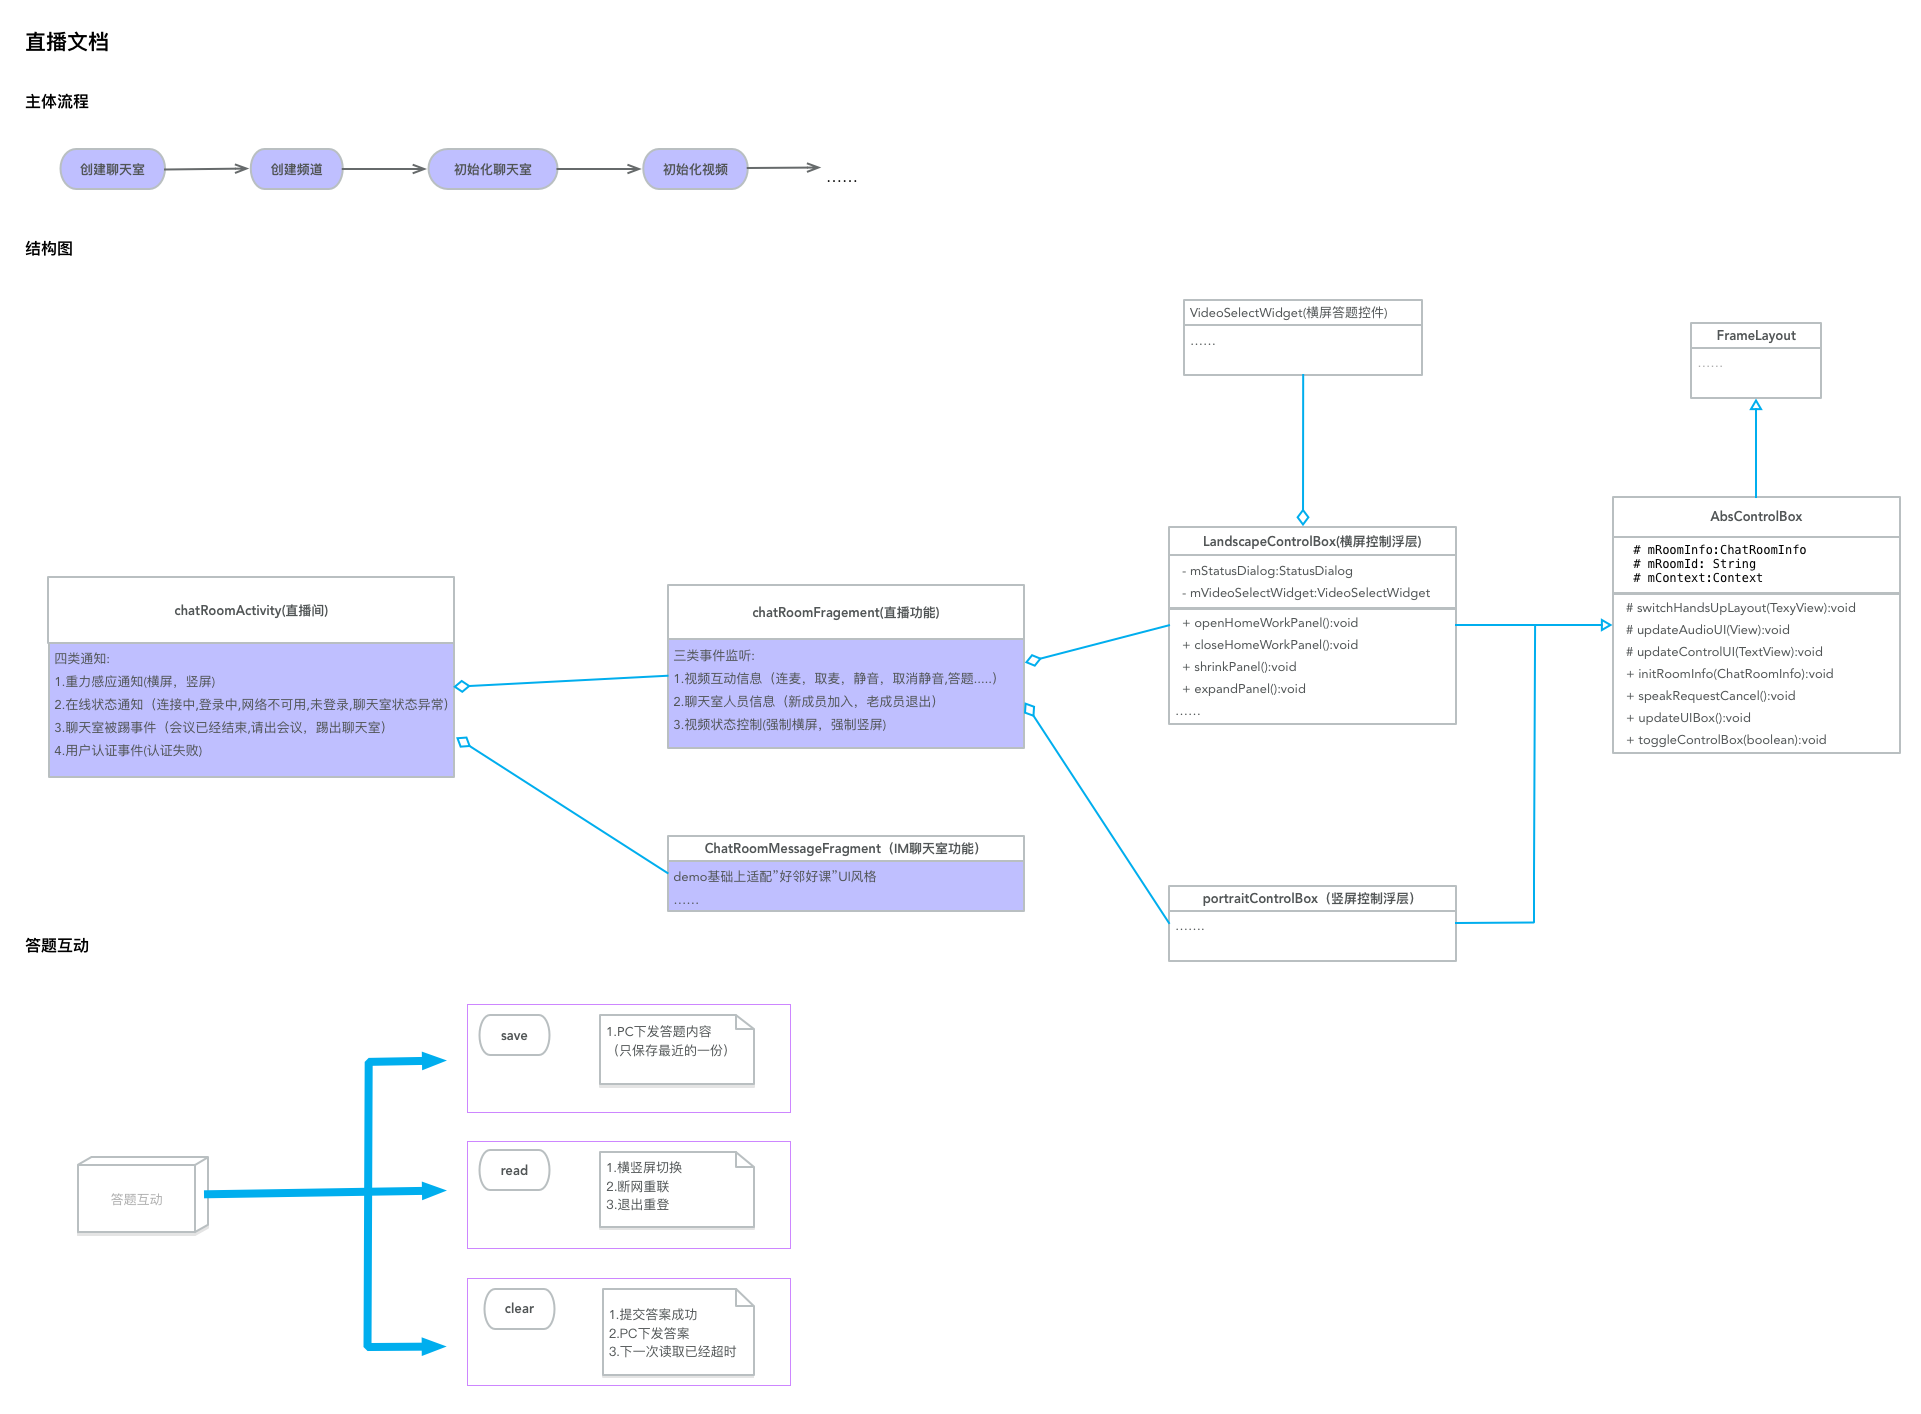 直播文档
主体流程
创建聊天室
创建频道
初始化聊天室
初始化视频
......
结构图
VideoSelectWidget(横屏答题控件)
......
FrameLayout
......
AbsControlBox
# mRoomInfo:ChatRoomInfo
# mRoomId: String
# mContext:Context
# switchHandsUpLayout(TexyView):void
# updateAudioUI(View):void
# updateControlUI(TextView):void
+ initRoomInfo(ChatRoomInfo):void
+ speakRequestCancel():void
+ updateUIBox():void
+ toggleControlBox(boolean):void
LandscapeControlBox(横屏控制浮层)
- mStatusDialog:StatusDialog
- mVideoSelectWidget:VideoSelectWidget
+ openHomeWorkPanel():void
+ closeHomeWorkPanel():void
+ shrinkPanel():void
+ expandPanel():void
......
chatRoomActivity(直播间)
四类通知:
1.重力感应通知(横屏，竖屏)
2.在线状态通知（连接中,登录中,网络不可用,未登录,聊天室状态异常)
3.聊天室被踢事件（会议已经结束,请出会议，踢出聊天室）
4.用户认证事件(认证失败)
chatRoomFragement(直播功能)
三类事件监听:
1.视频互动信息（连麦，取麦，静音，取消静音,答题.....）
2.聊天室人员信息（新成员加入，老成员退出）
3.视频状态控制(强制横屏，强制竖屏)
ChatRoomMessageFragment（IM聊天室功能）
demo基础上适配”好邻好课”UI风格
......
portraitControlBox（竖屏控制浮层）
.......
答题互动
答题互动
save
1.PC下发答题内容
（只保存最近的一份）
read
1.横竖屏切换
2.断网重联
3.退出重登
clear
1.提交答案成功
2.PC下发答案
3.下一次读取已经超时